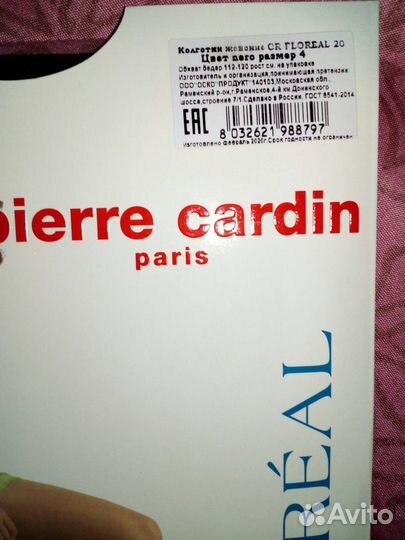 Колготки женские CR FLOREAL 20
Цвет nero размер 4
Обхват бедер 112-120 рост см. на упаковке
Изготовитель и организация,принимающая претензии:
ООО"ОСКО ПРОДУКТ" 140103,Московская обл.,
Раменский р-он,г.Раменское,4-й км Донинского
шоссе,строение 7/1.Сделано в России. ГОСТ 8541-2014
EAC
8 032621 988797
Изготовлено февраль 2020г.Срок годности не ограничен
pierre cardin
paris
RÉAL
Avito